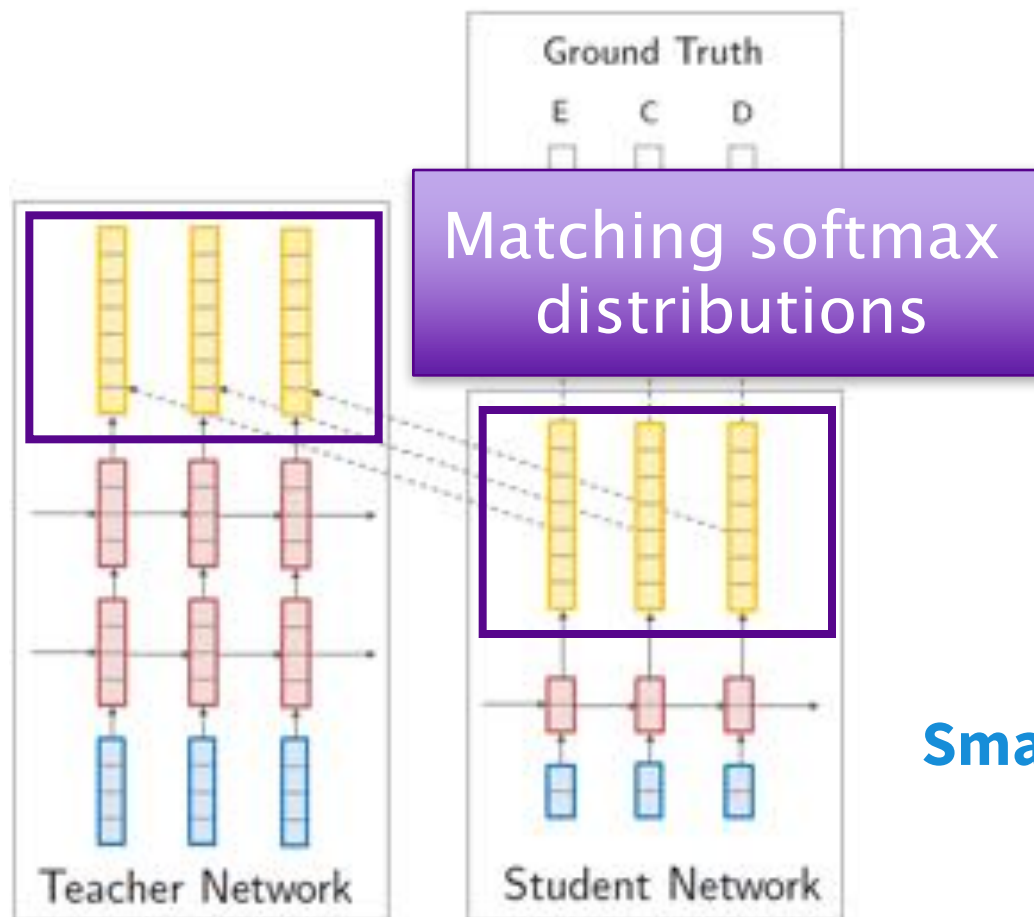 Ground Truth
E C D
Matching softmax
distributions
Sma
Teacher Network
Student Network